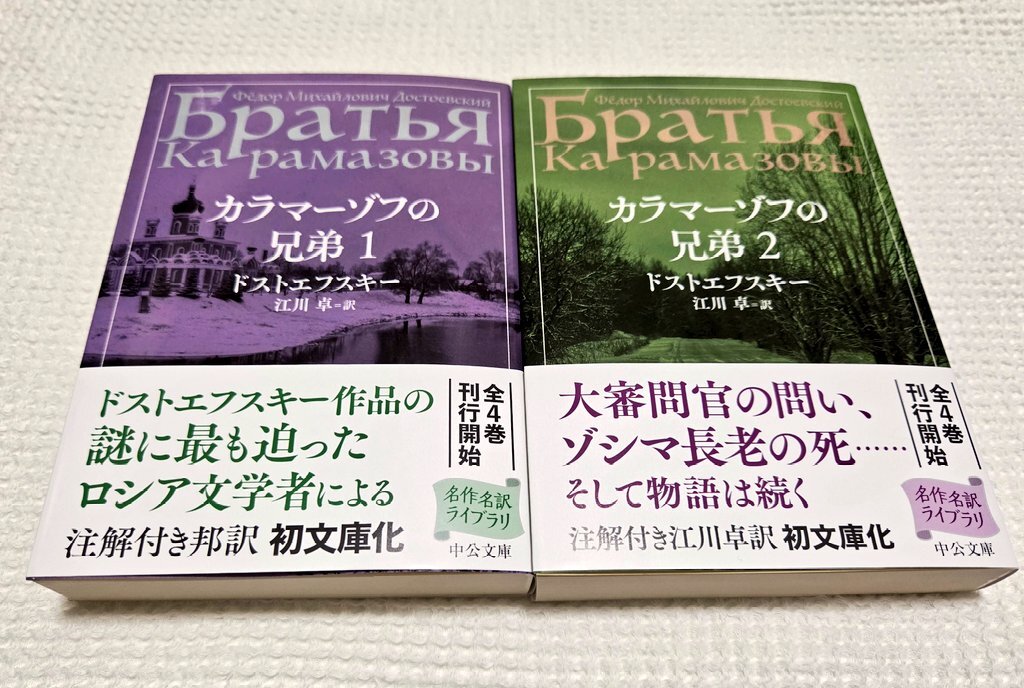 Фёдор Михайлович Достоевский
Братья
Карамазовы
カラマーゾフの
兄弟 1
ドストエフスキー
江川 卓=訳
ドストエフスキー作品の
謎に最も迫った
ロシア文学者による
注解付き邦訳 初文庫化
全4巻
刊行開始
名作名訳
ライブラリ
中公文庫
Фёдор Михайлович Достоевский
Братья
Карамазовы
カラマーゾフの
兄弟 2
ドストエフスキー
江川 卓=訳
大審問官の問い、
ゾシマ長老の死……
そして物語は続く
注解付き江川卓訳 初文庫化
全4巻
刊行開始
名作名訳
ライブラリ
中公文庫